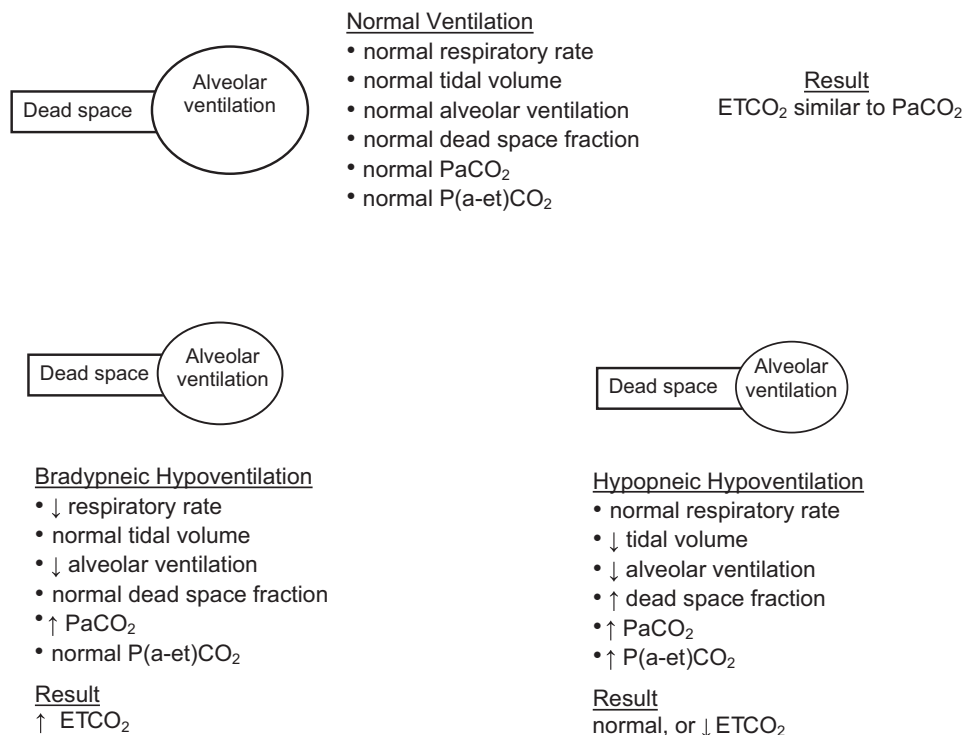 Dead space
Alveolar
ventilation
Normal Ventilation
• normal respiratory rate
• normal tidal volume
• normal alveolar ventilation
• normal dead space fraction
• normal PaCO₂
• normal P(a-et)CO₂
Result
ETCO₂ similar to PaCO₂
Dead space
Alveolar
ventilation
Bradypneic Hypoventilation
• ↓ respiratory rate
• normal tidal volume
• ↓ alveolar ventilation
• normal dead space fraction
• ↑ PaCO₂
• normal P(a-et)CO₂
Result
↑ ETCO₂
Dead space
Alveolar
ventilation
Hypopneic Hypoventilation
• normal respiratory rate
• ↓ tidal volume
• ↓ alveolar ventilation
• ↑ dead space fraction
• ↑ PaCO₂
• ↑ P(a-et)CO₂
Result
normal, or ↓ ETCO₂